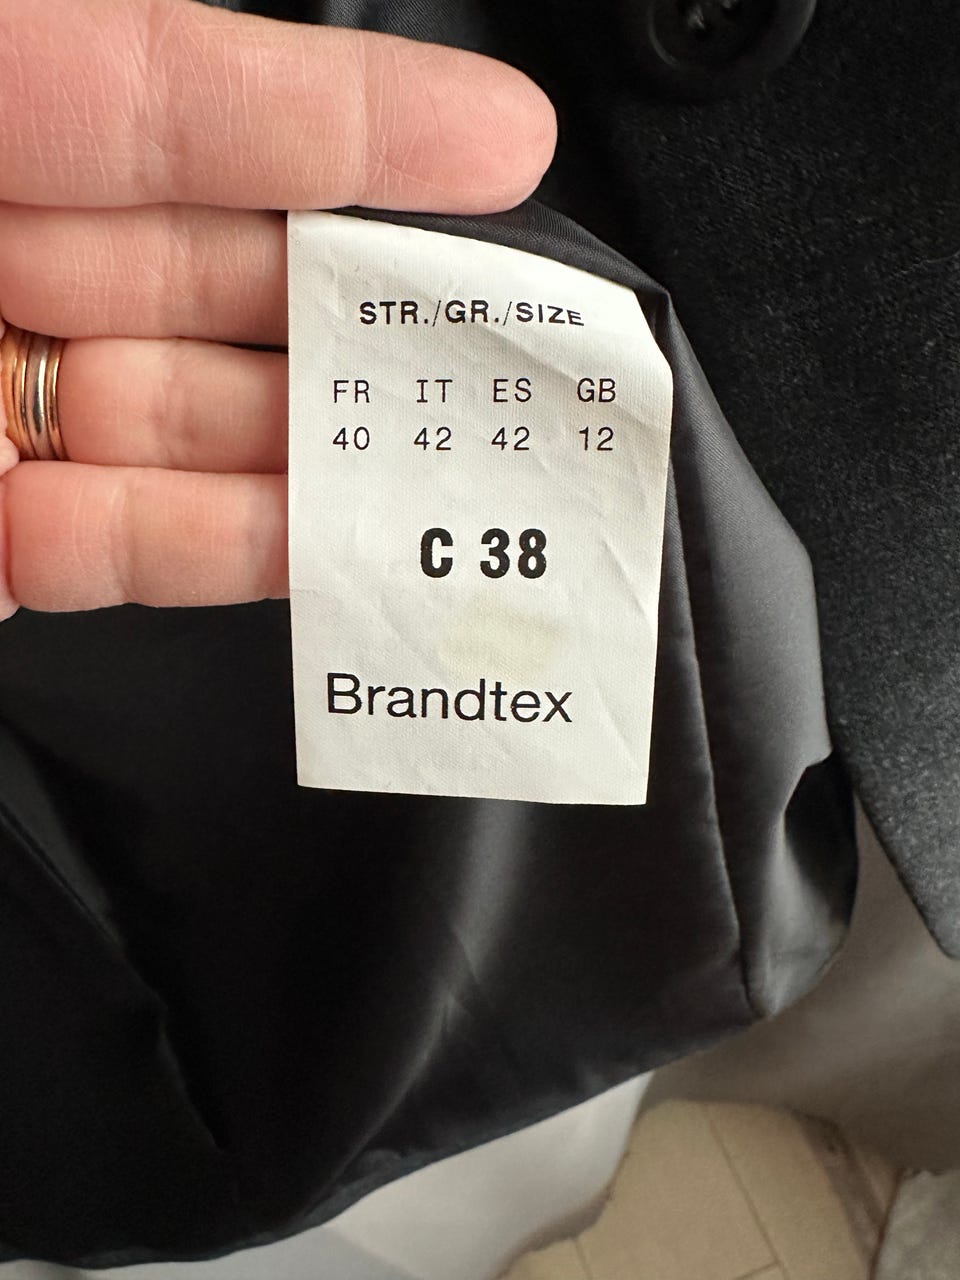 STR./GR./SIZE
FR IT ES GB
40 42 42 12
C 38
Brandtex